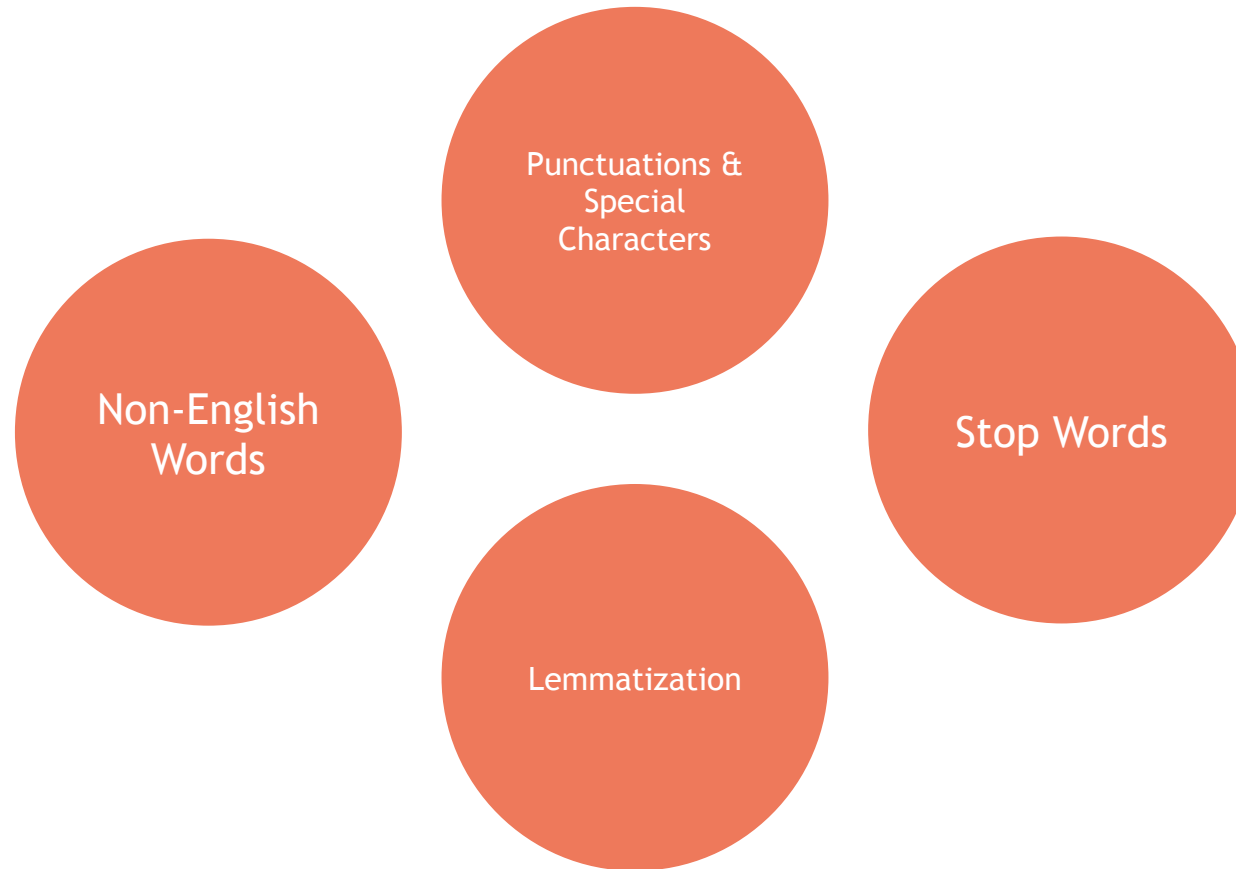 Punctuations &
Special
Characters
Non-English
Words
Stop Words
Lemmatization